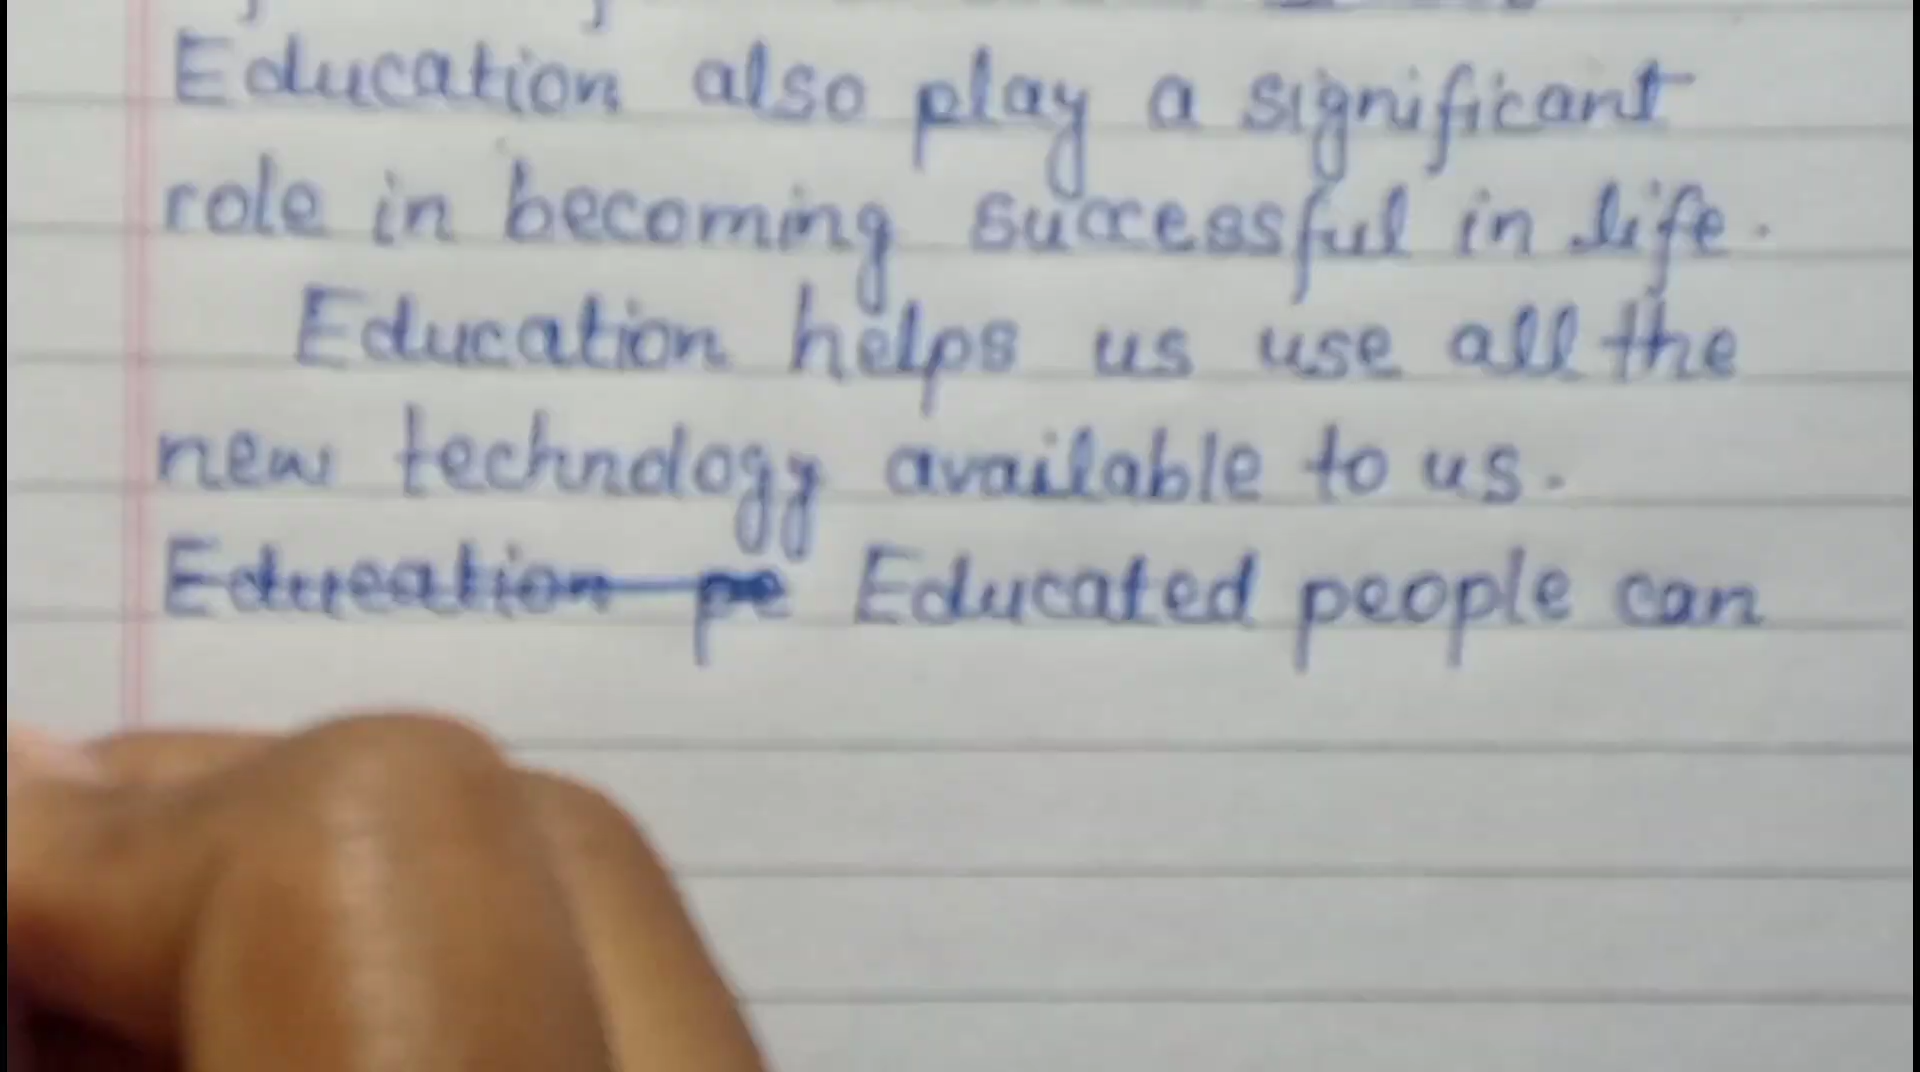 Education also play a significant
role in becoming successful in life.
Education helps us use all the
new technology available to us.
Education pe Educated people can